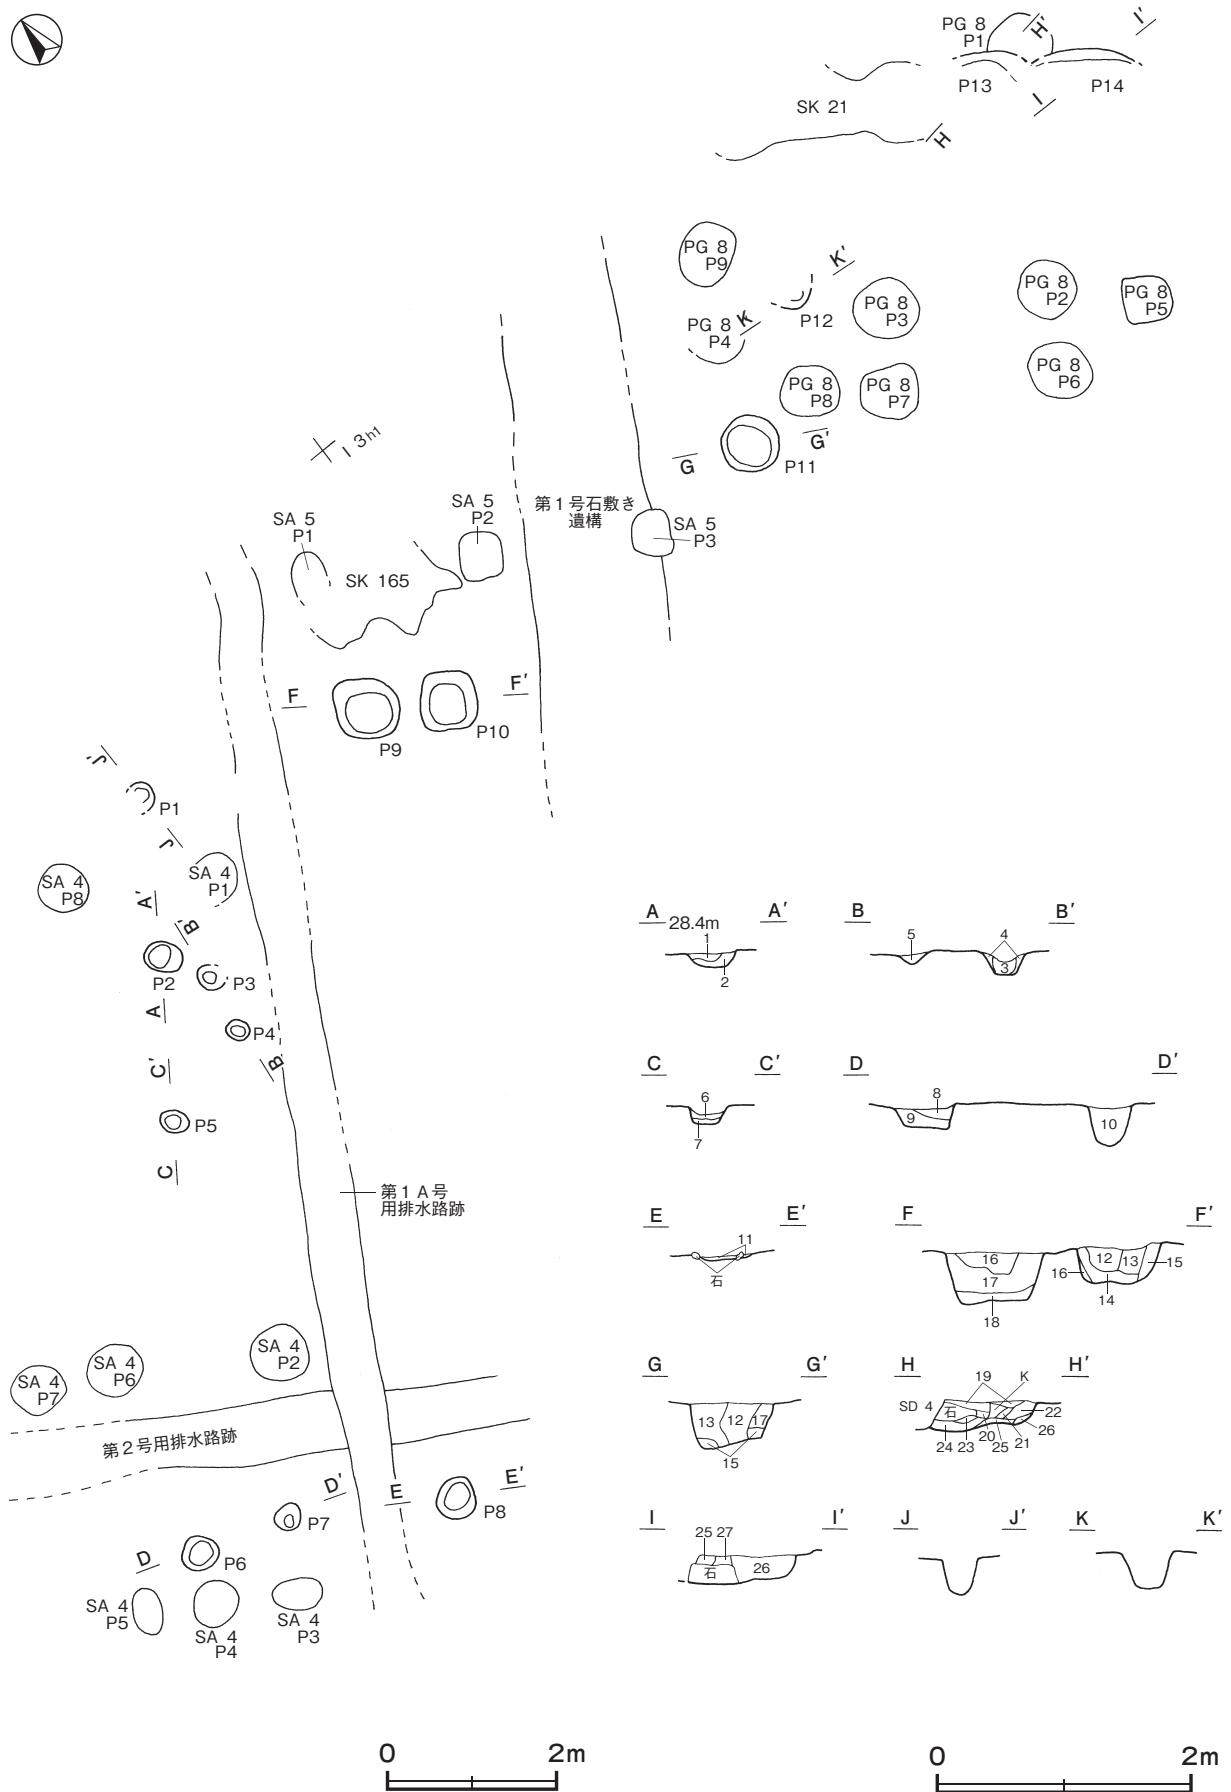 PG 8
P1
H'
I'
P13
P14
I
SK 21
H
PG 8
P9
K'
P12
PG 8
P3
PG 8
P2
PG 8
P5
PG 8
P4
K
PG 8
P6
PG 8
P8
PG 8
P7
G'
G
P11
I 3h1
SA 5
P1
SA 5
P2
第1号石敷き
遺構
SA 5
P3
SK 165
F
F'
P9
P10
J'
P1
J
SA 4
P8
SA 4
P1
A'
B'
P2
P3
A
P4
B
C'
P5
C
第1A号
用排水路跡
SA 4
P2
SA 4
P6
SA 4
P7
第2号用排水路跡
D'
E
E'
P7
P8
D
P6
SA 4
P5
SA 4
P4
SA 4
P3
A 28.4m A'
1
2
B B'
5 4
3
C C'
6
7
D D'
8
9
10
E E'
11
石
F F'
16 12 13 15
16
17
14
18
G G'
13 12 17
15
H H'
19 K
SD 4 石 22
24 23 20 25 21 26
I I'
25 27
石 26
J J'
K K'
0 2m
0 2m